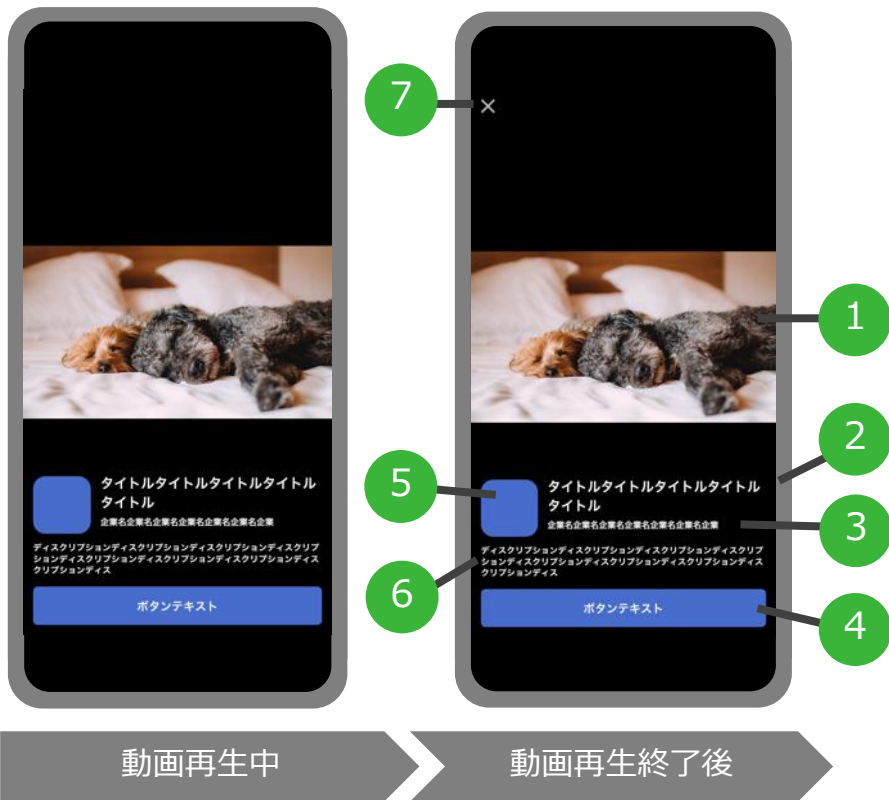 タイトルタイトルタイトルタイトル
タイトル
企業名企業名企業名企業名企業名企業
ディスクリプションディスクリプションディスクリプションディスクリプ
ションディスクリプションディスクリプションディスクリプションディス
クリプションディス
ボタンテキスト
動画再生中
7
×
1
2
タイトルタイトルタイトルタイトル
タイトル
5
企業名企業名企業名企業名企業名企業
3
ディスクリプションディスクリプションディスクリプションディスクリプ
ションディスクリプションディスクリプションディスクリプションディス
クリプションディス
6
ボタンテキスト
4
動画再生終了後